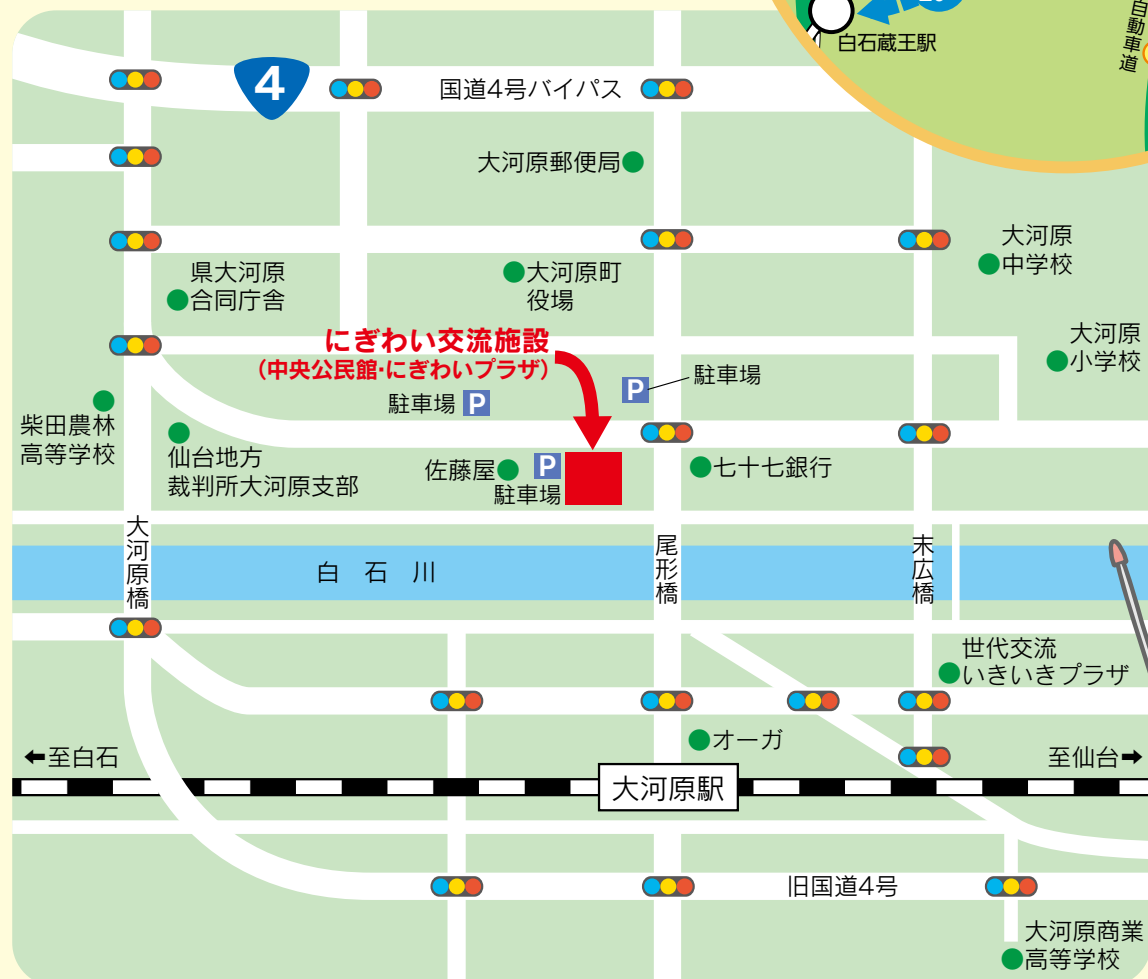 白石蔵王駅
自動車道
4
国道4号バイパス
大河原郵便局
大河原
中学校
県大河原
合同庁舎
大河原町
役場
にぎわい交流施設
(中央公民館・にぎわいプラザ)
大河原
小学校
駐車場
P
駐車場
P
柴田農林
高等学校
仙台地方
裁判所大河原支部
佐藤屋
P
駐車場
七十七銀行
大河原橋
尾形橋
末広橋
白石川
世代交流
いきいきプラザ
オーガ
←至白石
至仙台→
大河原駅
旧国道4号
大河原商業
高等学校